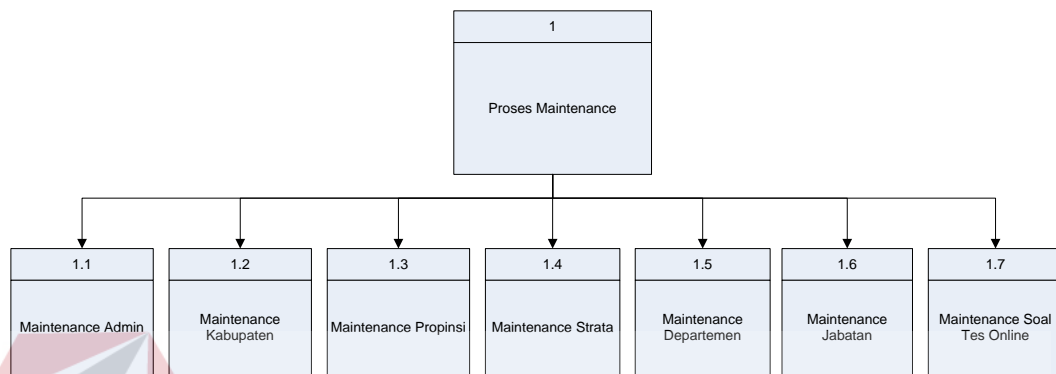 1
Proses Maintenance
1.1
Maintenance Admin
1.2
Maintenance
Kabupaten
1.3
Maintenance Propinsi
1.4
Maintenance Strata
1.5
Maintenance
Departemen
1.6
Maintenance
Jabatan
1.7
Maintenance Soal
Tes Online